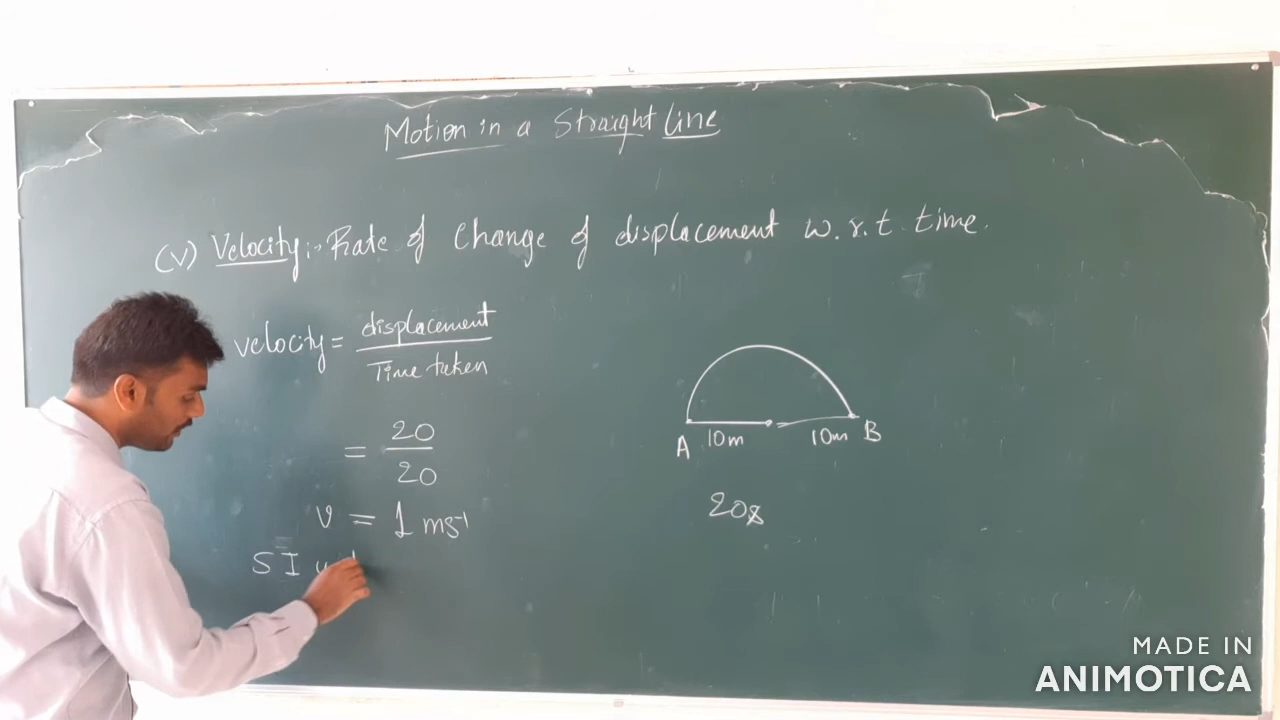 Motion in a Straight Line
(V) Velocity:- Rate of Change of displacement w.r.t. time.
velocity = displacement / Time taken
= 20 / 20
v = 1 ms⁻¹
SI
A 10m 10m B
20s
MADE IN
ANIMOTICA